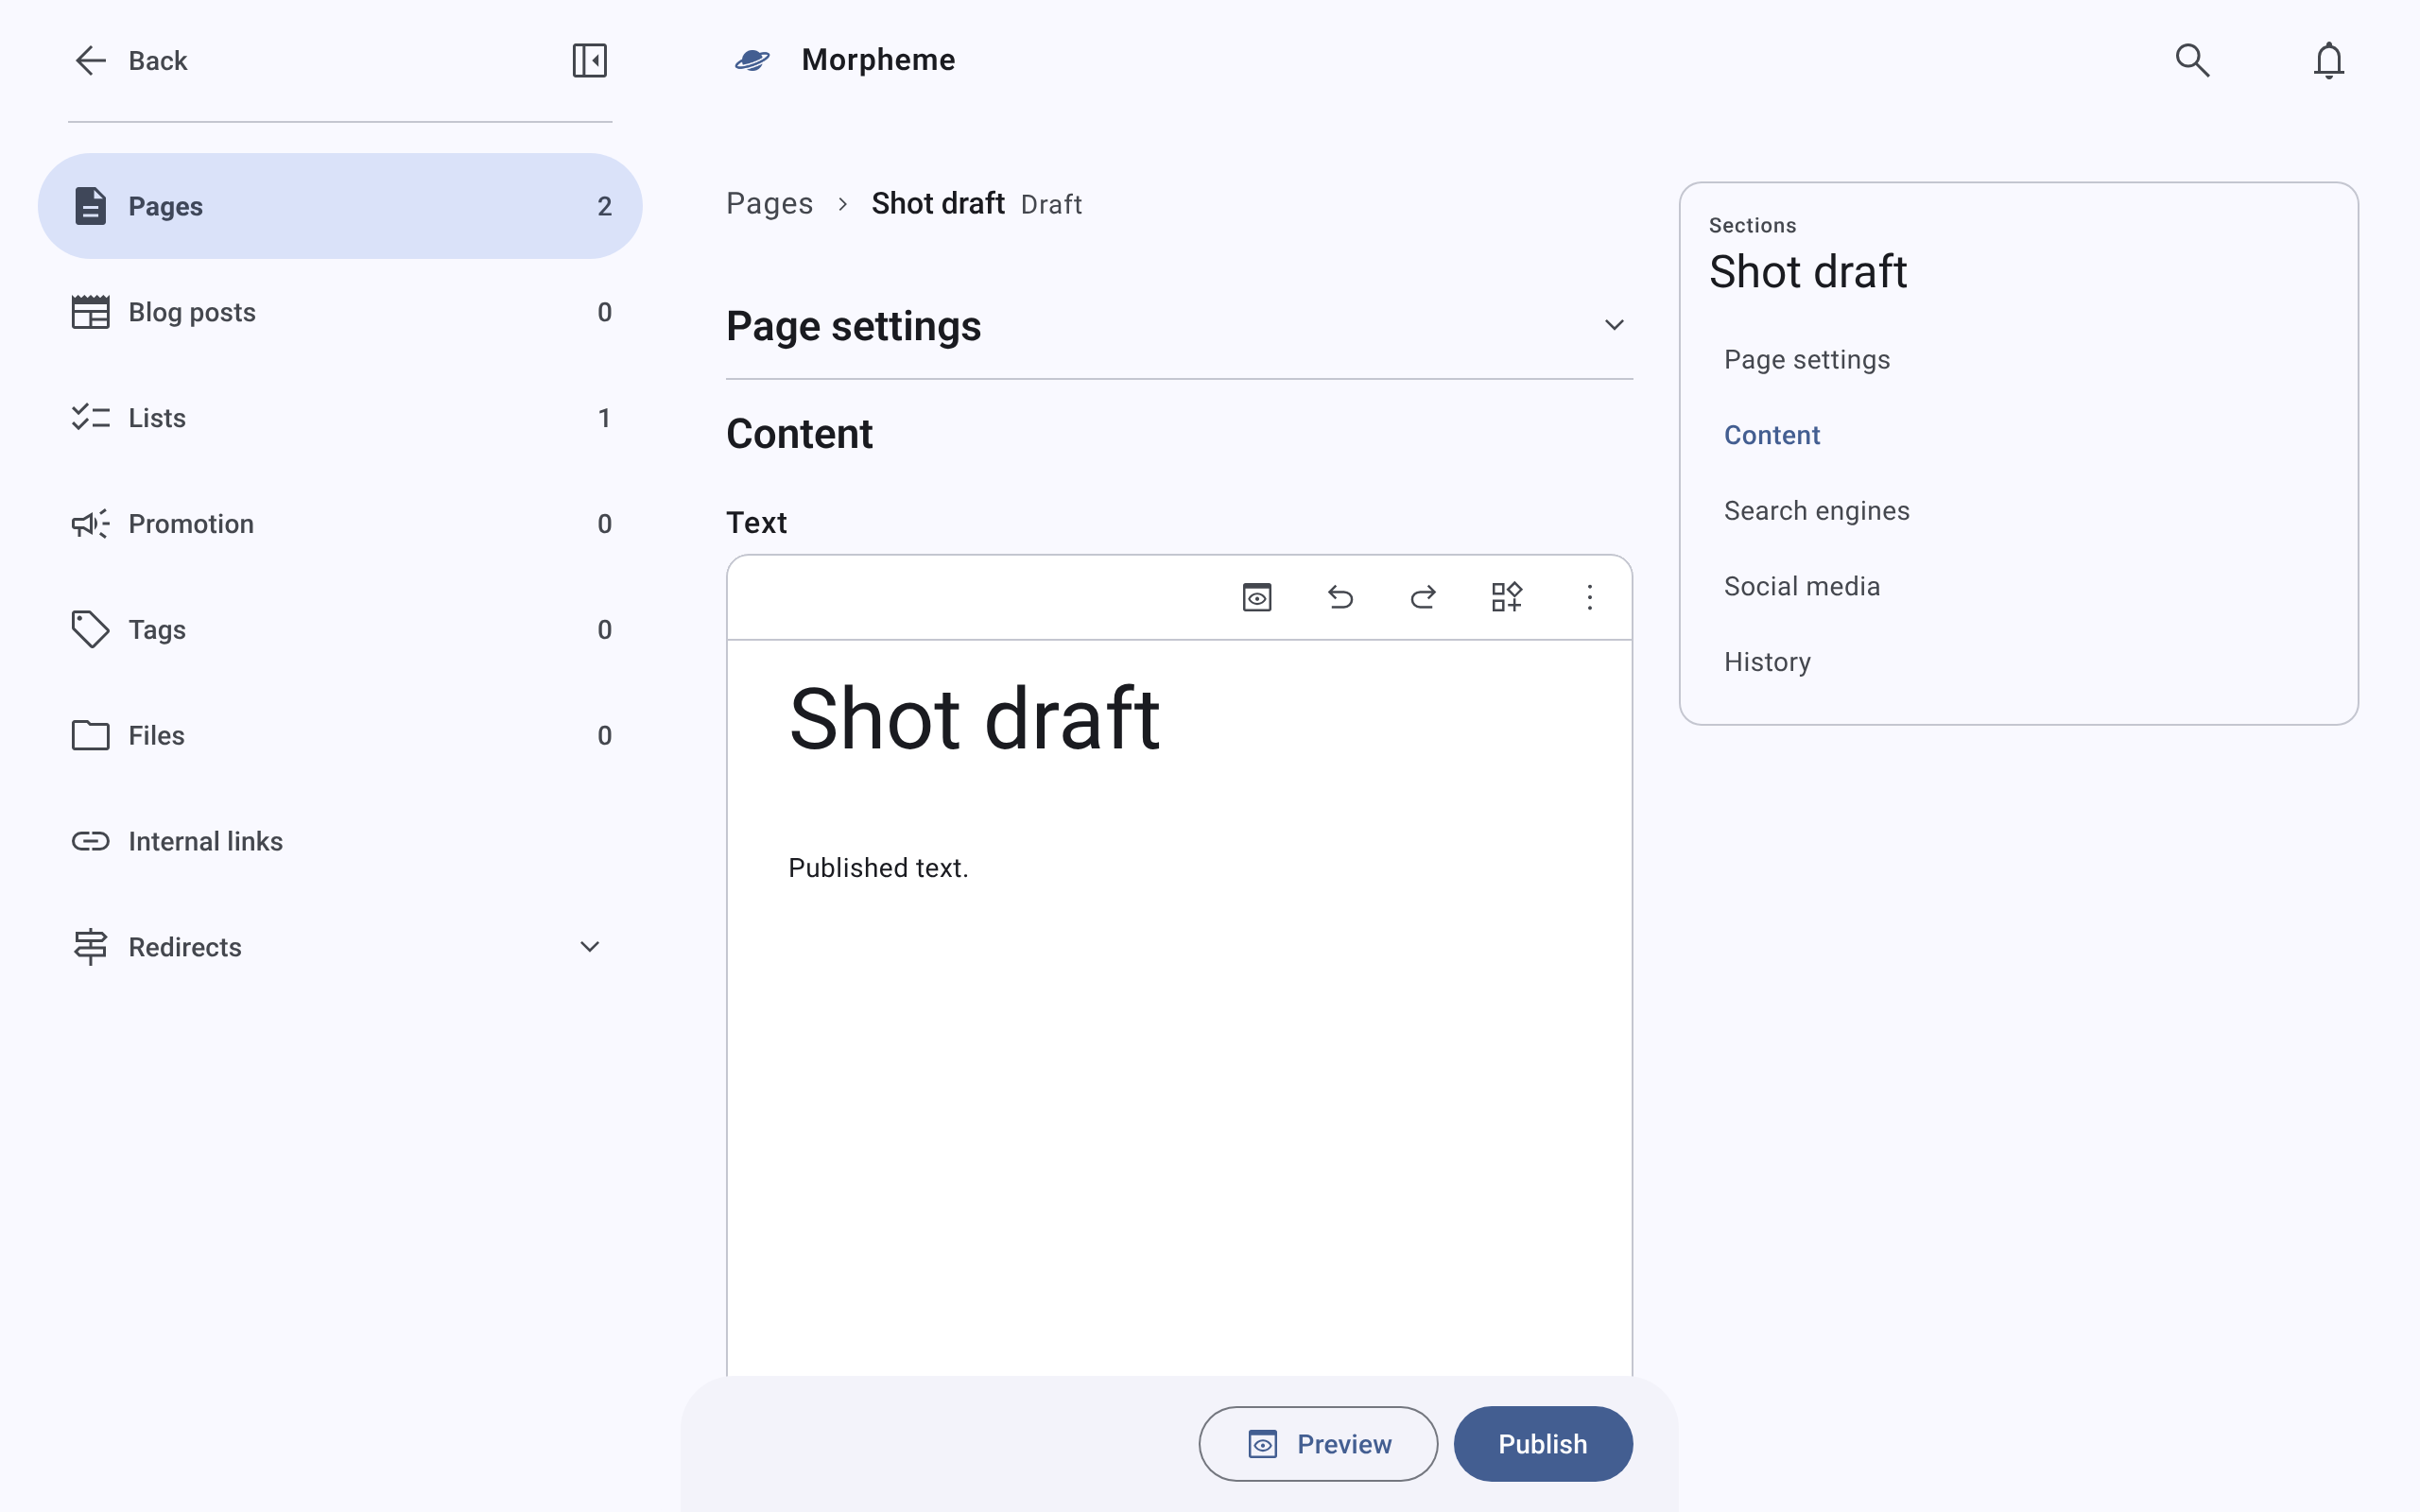 Back
Morpheme
Pages 2
Blog posts 0
Lists 1
Promotion 0
Tags 0
Files 0
Internal links
Redirects
Pages › Shot draft Draft
Page settings
Content
Text
Shot draft
Published text.
Preview
Publish
Sections
Shot draft
Page settings
Content
Search engines
Social media
History